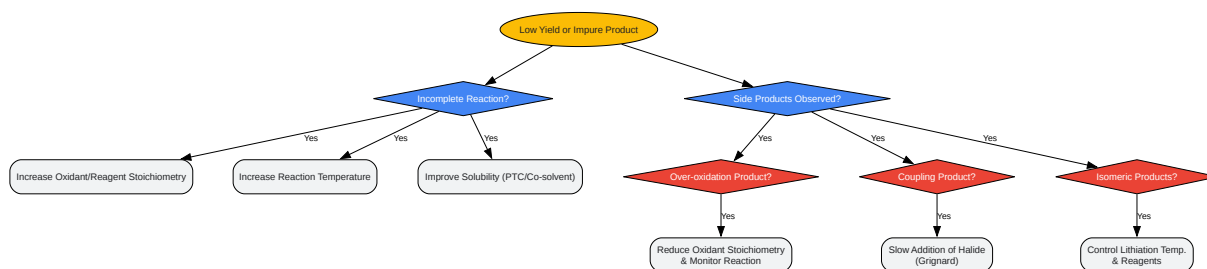 Low Yield or Impure Product
Incomplete Reaction?
Side Products Observed?
Yes
Yes
Yes
Yes
Yes
Yes
Increase Oxidant/Reagent Stoichiometry
Increase Reaction Temperature
Improve Solubility (PTC/Co-solvent)
Over-oxidation Product?
Coupling Product?
Isomeric Products?
Yes
Yes
Yes
Reduce Oxidant Stoichiometry
& Monitor Reaction
Slow Addition of Halide
(Grignard)
Control Lithiation Temp.
& Reagents